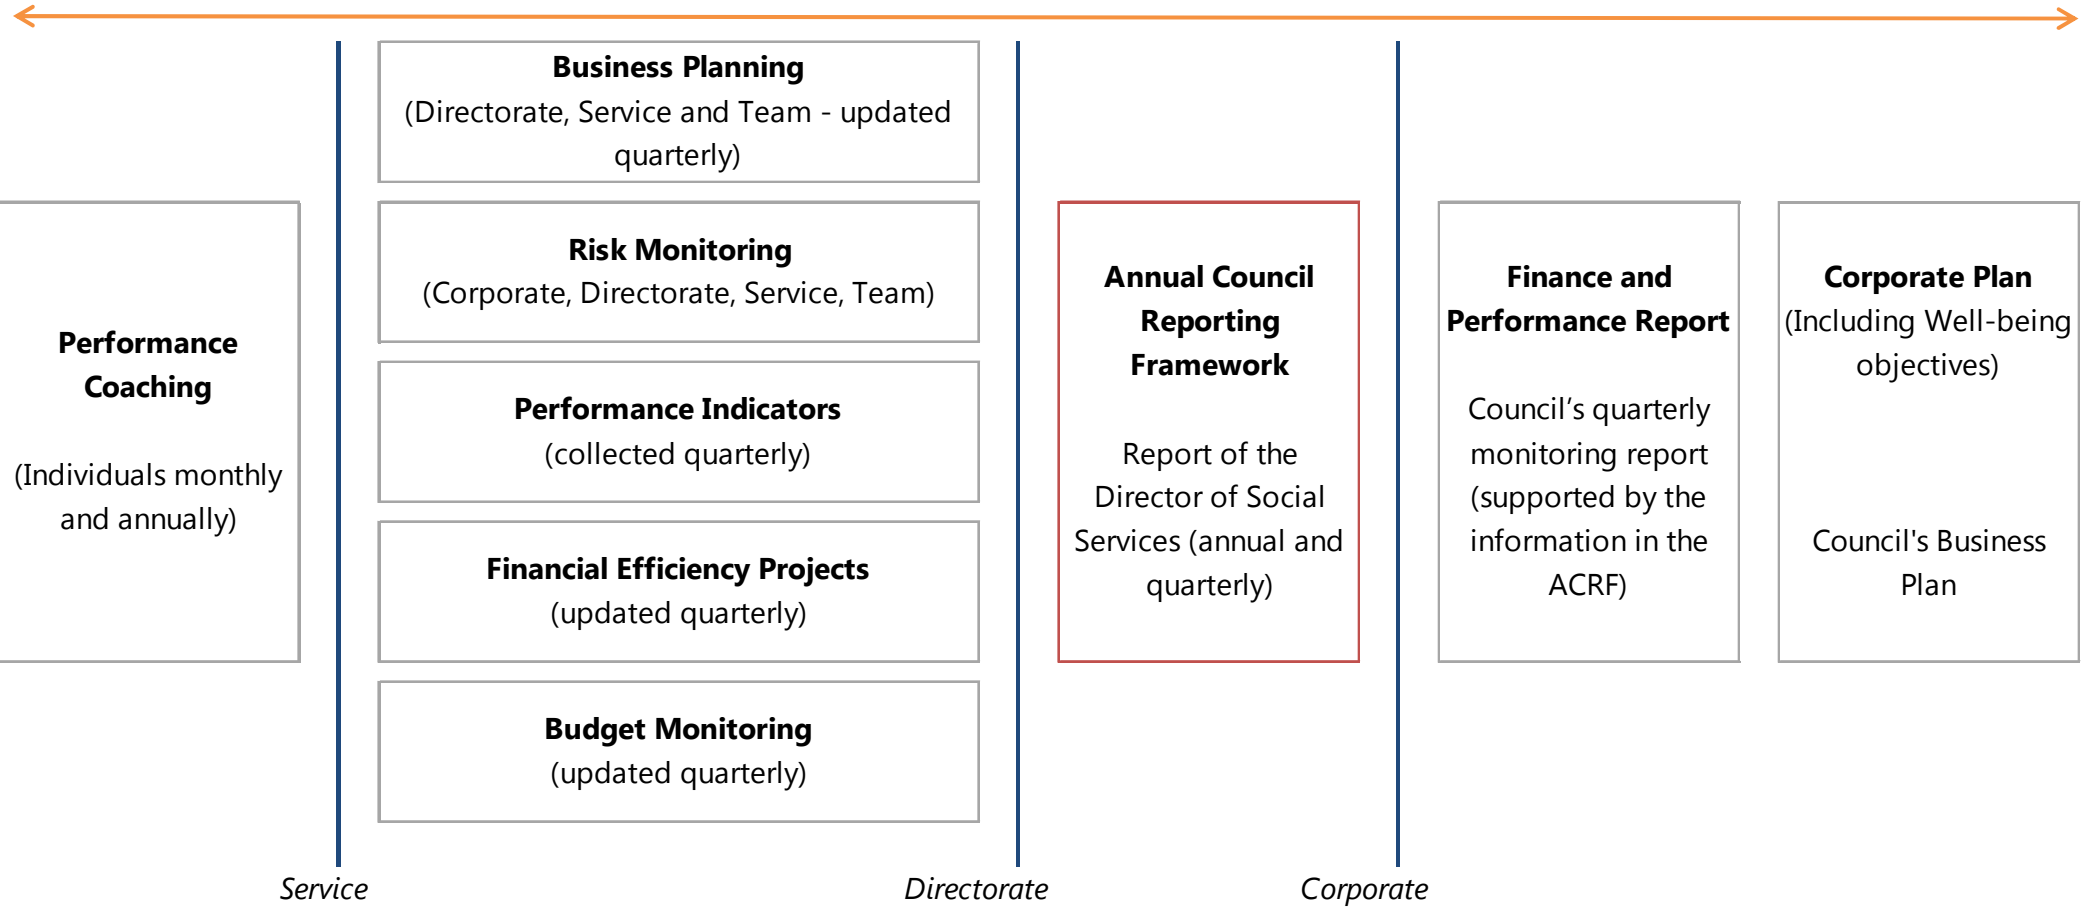 Performance
Coaching
(Individuals monthly
and annually)
Business Planning
(Directorate, Service and Team - updated
quarterly)
Risk Monitoring
(Corporate, Directorate, Service, Team)
Performance Indicators
(collected quarterly)
Financial Efficiency Projects
(updated quarterly)
Budget Monitoring
(updated quarterly)
Annual Council
Reporting
Framework
Report of the
Director of Social
Services (annual and
quarterly)
Finance and
Performance Report
Council’s quarterly
monitoring report
(supported by the
information in the
ACRF)
Corporate Plan
(Including Well-being
objectives)
Council's Business
Plan
Service
Directorate
Corporate